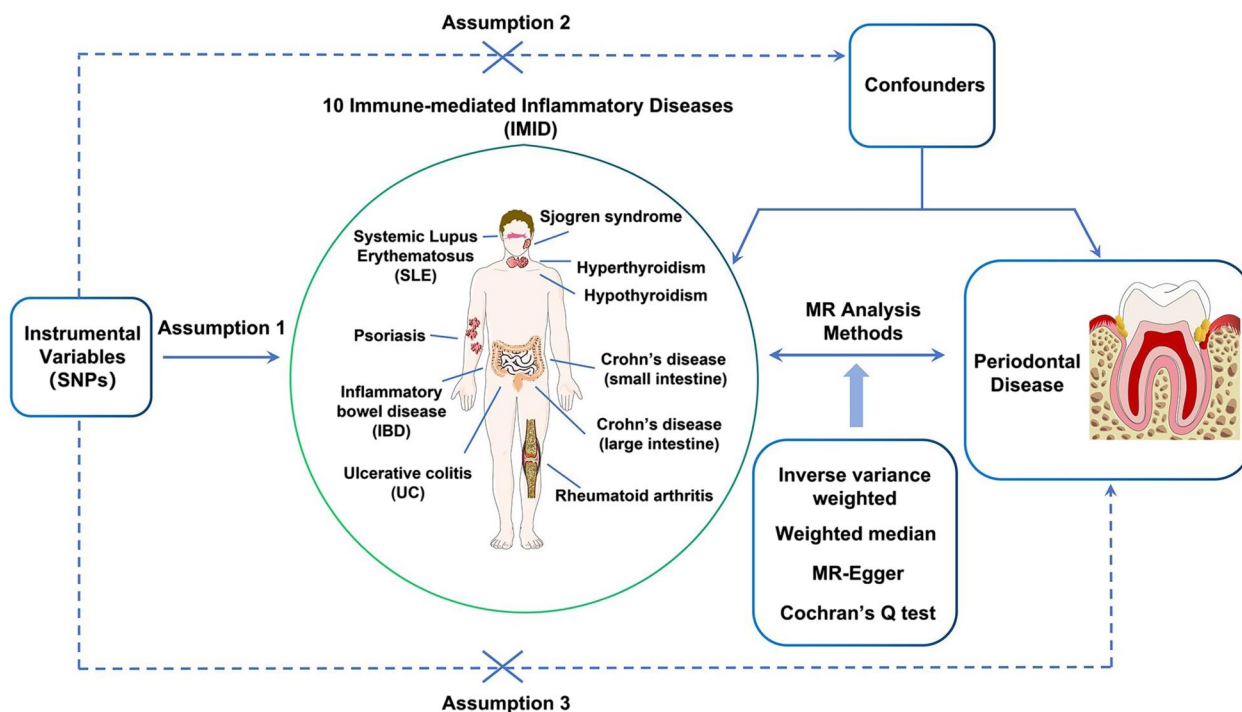 Assumption 2
Confounders
10 Immune-mediated Inflammatory Diseases
(IMID)
Sjogren syndrome
Systemic Lupus
Erythematosus
(SLE)
Hyperthyroidism
Hypothyroidism
Instrumental
Variables
(SNPs)
Assumption 1
Psoriasis
Inflammatory
bowel disease
(IBD)
Ulcerative colitis
(UC)
Crohn's disease
(small intestine)
Crohn's disease
(large intestine)
Rheumatoid arthritis
MR Analysis
Methods
Periodontal
Disease
Inverse variance
weighted
Weighted median
MR-Egger
Cochran's Q test
Assumption 3